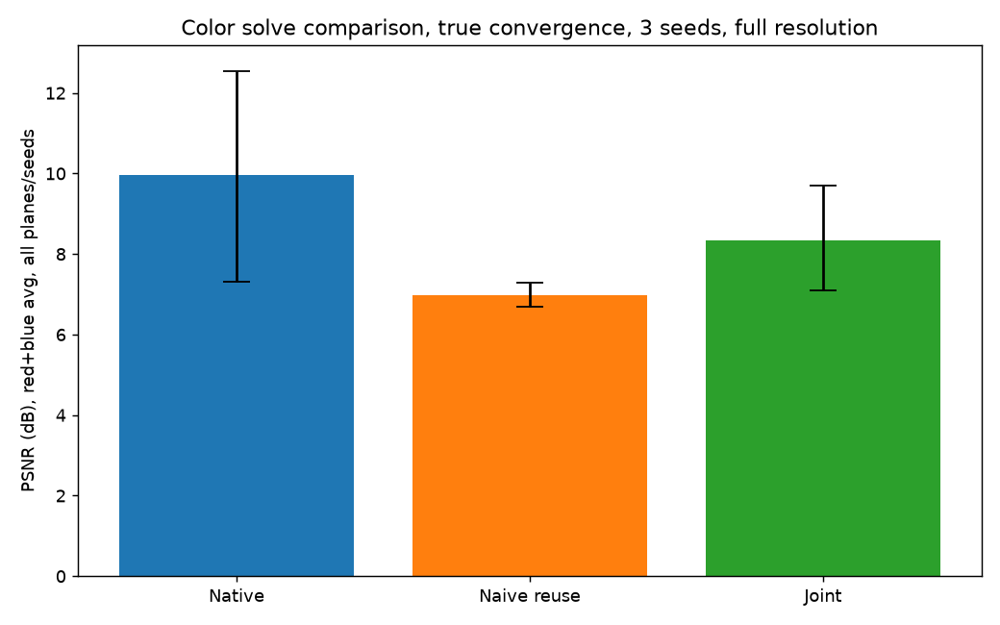 Color solve comparison, true convergence, 3 seeds, full resolution
PSNR (dB), red+blue avg, all planes/seeds
12
10
8
6
4
2
0
Native
Naive reuse
Joint